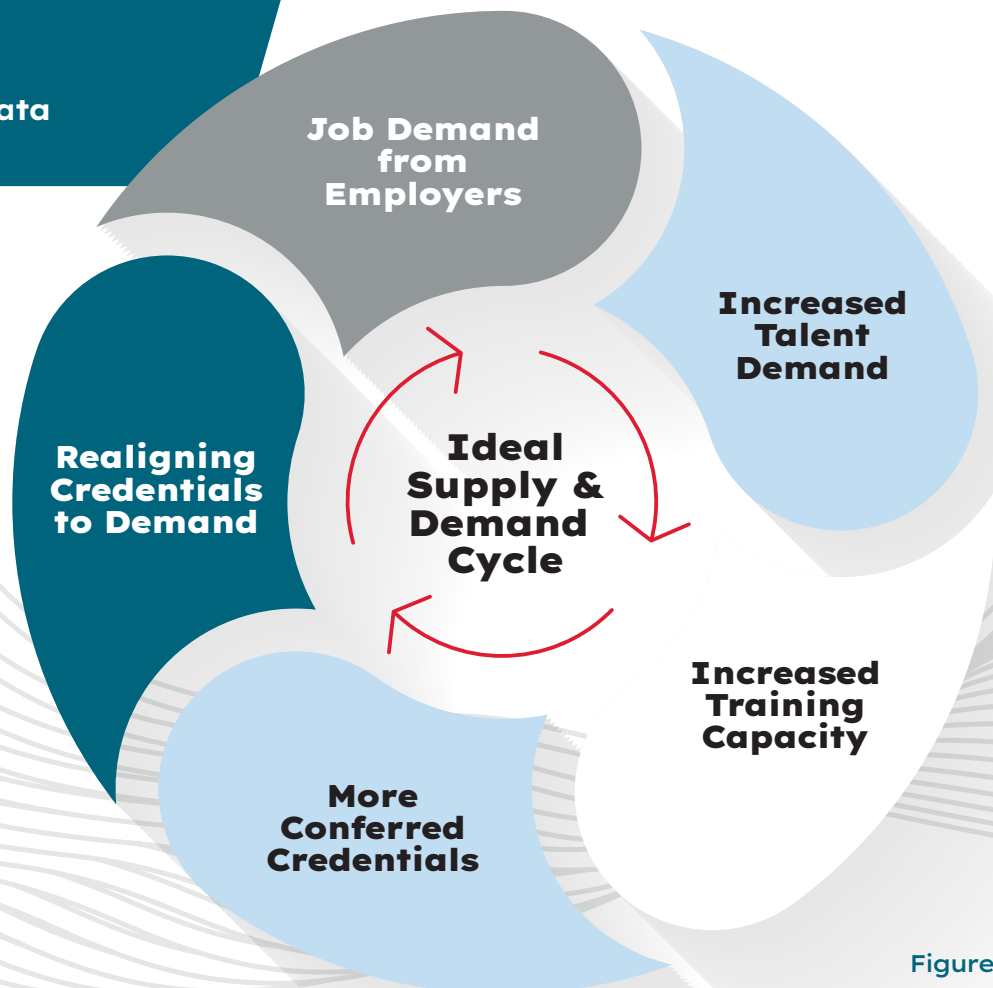 ata
Job Demand
from
Employers
Increased
Talent
Demand
Ideal
Supply &
Demand
Cycle
Realigning
Credentials
to Demand
Increased
Training
Capacity
More
Conferred
Credentials
Figure